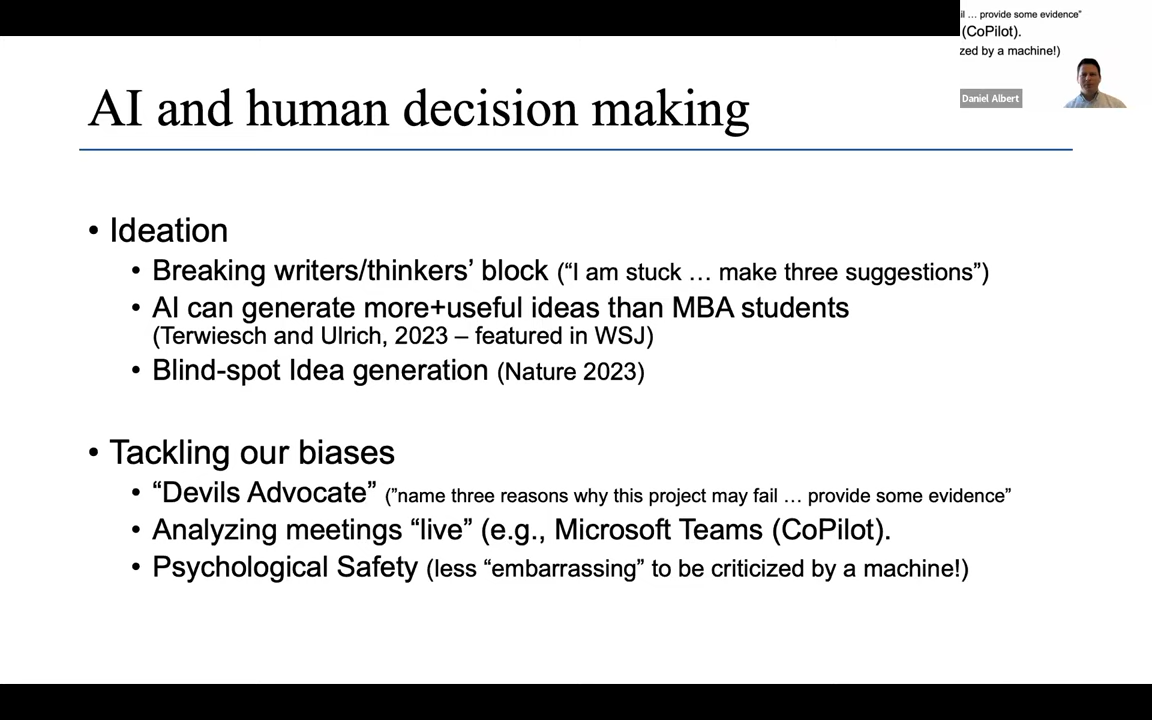 il … provide some evidence”
(CoPilot).
zed by a machine!)
Daniel Albert
AI and human decision making
• Ideation
• Breaking writers/thinkers’ block (“I am stuck … make three suggestions”)
• AI can generate more+useful ideas than MBA students
(Terwiesch and Ulrich, 2023 – featured in WSJ)
• Blind-spot Idea generation (Nature 2023)
• Tackling our biases
• “Devils Advocate” (”name three reasons why this project may fail … provide some evidence”
• Analyzing meetings “live” (e.g., Microsoft Teams (CoPilot).
• Psychological Safety (less “embarrassing” to be criticized by a machine!)